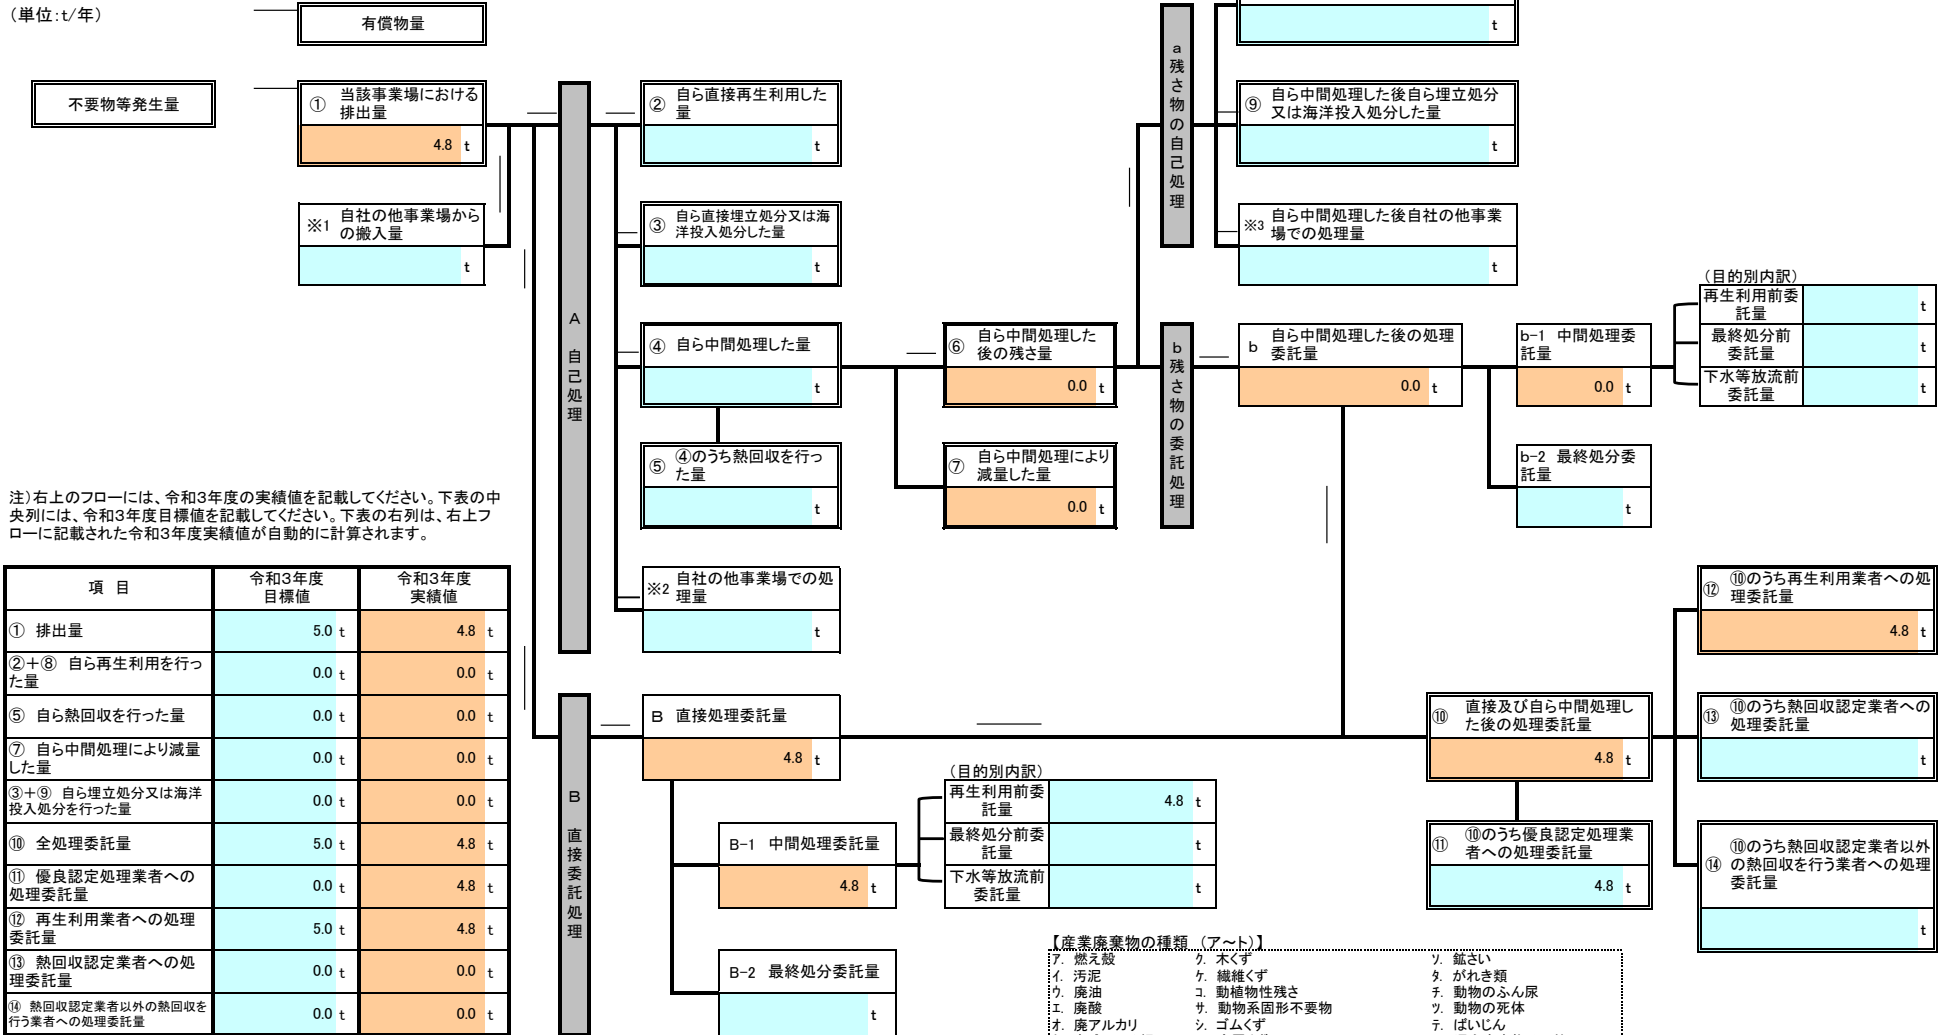 (単位:t/年)
有償物量
不要物等発生量
① 当該事業場における
排出量
4.8 t
※1 自社の他事業場から
の搬入量
t
A
自己処理
② 自ら直接再生利用した
量
t
③ 自ら直接埋立処分又は海
洋投入処分した量
t
④ 自ら中間処理した量
t
⑤ ④のうち熱回収を行っ
た量
t
※2 自社の他事業場での処
理量
t
⑥ 自ら中間処理した
後の残さ量
0.0 t
⑦ 自ら中間処理により
減量した量
0.0 t
a
残さ物の自己処理
t
⑨ 自ら中間処理した後自ら埋立処分
又は海洋投入処分した量
t
※3 自ら中間処理した後自社の他事業
場での処理量
t
b
残さ物の委託処理
b 自ら中間処理した後の処理
委託量
0.0 t
b-1 中間処理委
託量
0.0 t
b-2 最終処分委
託量
t
(目的別内訳)
再生利用前委
託量
t
最終処分前
委託量
t
下水等放流前
委託量
t
注)右上のフローには、令和3年度の実績値を記載してください。下表の中
央列には、令和3年度目標値を記載してください。下表の右列は、右上フ
ローに記載された令和3年度実績値が自動的に計算されます。
項 目
令和3年度
目標値
令和3年度
実績値
① 排出量 5.0 t 4.8 t
②+⑧ 自ら再生利用を行っ
た量
0.0 t 0.0 t
⑤ 自ら熱回収を行った量 0.0 t 0.0 t
⑦ 自ら中間処理により減量
した量
0.0 t 0.0 t
③+⑨ 自ら埋立処分又は海洋
投入処分を行った量
0.0 t 0.0 t
⑩ 全処理委託量 5.0 t 4.8 t
⑪ 優良認定処理業者への
処理委託量
0.0 t 4.8 t
⑫ 再生利用業者への処理
委託量
5.0 t 4.8 t
⑬ 熱回収認定業者への処
理委託量
0.0 t 0.0 t
⑭ 熱回収認定業者以外の熱回収を
行う業者への処理委託量
0.0 t 0.0 t
B
直接委託処理
B 直接処理委託量
4.8 t
B-1 中間処理委託量
4.8 t
B-2 最終処分委託量
t
(目的別内訳)
再生利用前委
託量
4.8 t
最終処分前委
託量
t
下水等放流前
委託量
t
⑩ 直接及び自ら中間処理し
た後の処理委託量
4.8 t
⑪ ⑩のうち優良認定処理業
者への処理委託量
4.8 t
⑫ ⑩のうち再生利用業者への処
理委託量
4.8 t
⑬ ⑩のうち熱回収認定業者への
処理委託量
t
⑭ ⑩のうち熱回収認定業者以外
の熱回収を行う業者への処理
委託量
t
【産業廃棄物の種類 (ア~ト)】
ア. 燃え殻 ク. 木くず ソ. 鉱さい
イ. 汚泥 ケ. 繊維くず タ. がれき類
ウ. 廃油 コ. 動植物性残さ チ. 動物のふん尿
エ. 廃酸 サ. 動物系固形不要物 ツ. 動物の死体
オ. 廃アルカリ シ. ゴムくず テ. ばいじん